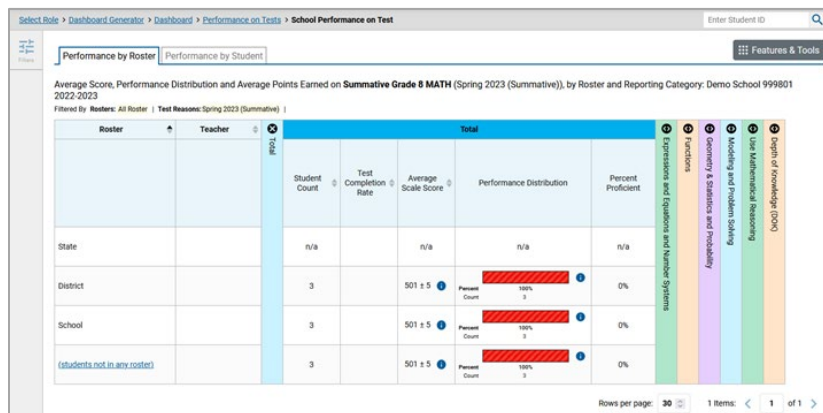 Select Role > Dashboard Generator > Dashboard > Performance on Tests > School Performance on Test
Enter Student ID
Filters
Performance by Roster Performance by Student
Features & Tools
Average Score, Performance Distribution and Average Points Earned on Summative Grade 8 MATH (Spring 2023 (Summative)), by Roster and Reporting Category: Demo School 999801
2022-2023
Filtered By Rosters: All Roster | Test Reasons: Spring 2023 (Summative) |
Roster Teacher Total Total
Student Count Test Completion Rate Average Scale Score Performance Distribution Percent Proficient
Expressions and Equations and Number Systems
Functions
Geometry & Statistics and Probability
Modeling and Problem Solving
Use Mathematical Reasoning
Depth of Knowledge (DOK)
State n/a n/a n/a n/a
District 3 501 ± 5 Percent 100% 0%
Count 3
School 3 501 ± 5 Percent 100% 0%
Count 3
(students not in any roster) 3 501 ± 5 Percent 100% 0%
Count 3
Rows per page: 30 1 Items: 1 of 1